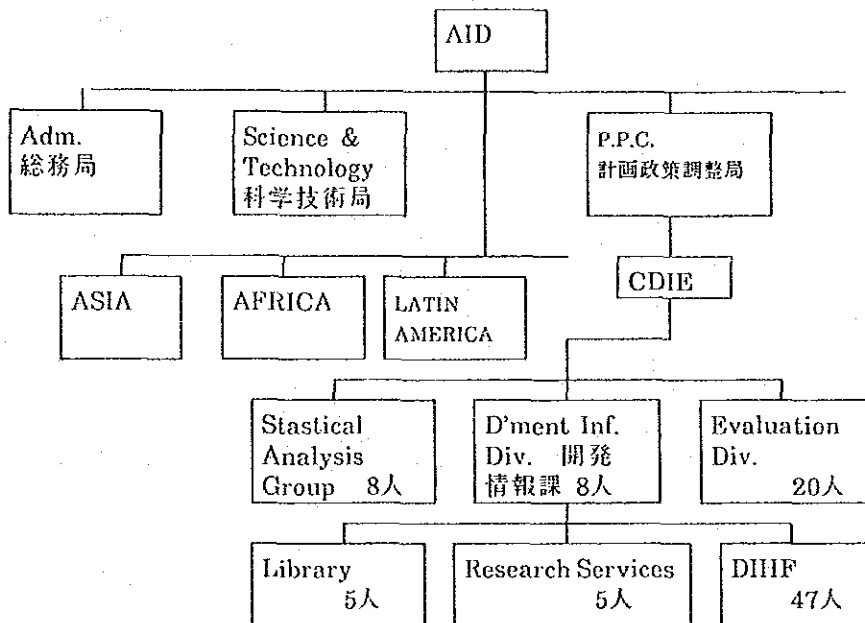 AID
Adm.
総務局
Science &
Technology
科学技術局
P.P.C.
計画政策調整局
ASIA
AFRICA
LATIN
AMERICA
CDIE
Stastical
Analysis
Group 8人
D'ment Inf.
Div. 開発
情報課 8人
Evaluation
Div.
20人
Library
5人
Research Services
5人
DIHF
47人